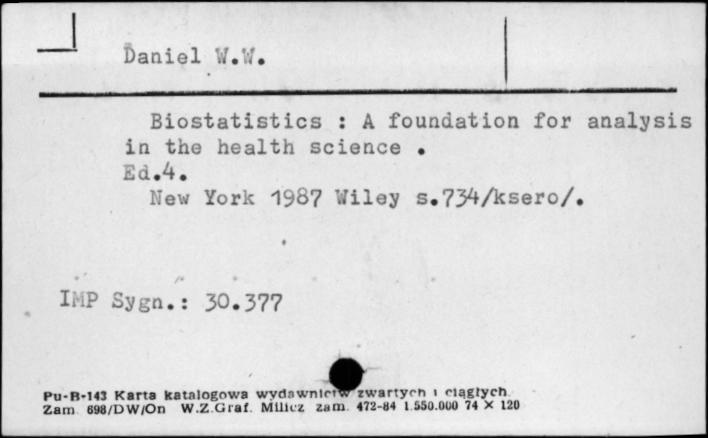 Daniel W.W.
Biostatistics : A foundation for analysis
in the health science .
Ed.4.
New York 1987 Wiley s.734/ksero/.
IMP Sygn.: 30.377
Pu-B-143 Karta katalogowa wydawnictw zwartych i ciągłych.
Zam. 698/DW/On W.Z.Graf. Milicz zam. 472-84 1.550.000 74 X 120